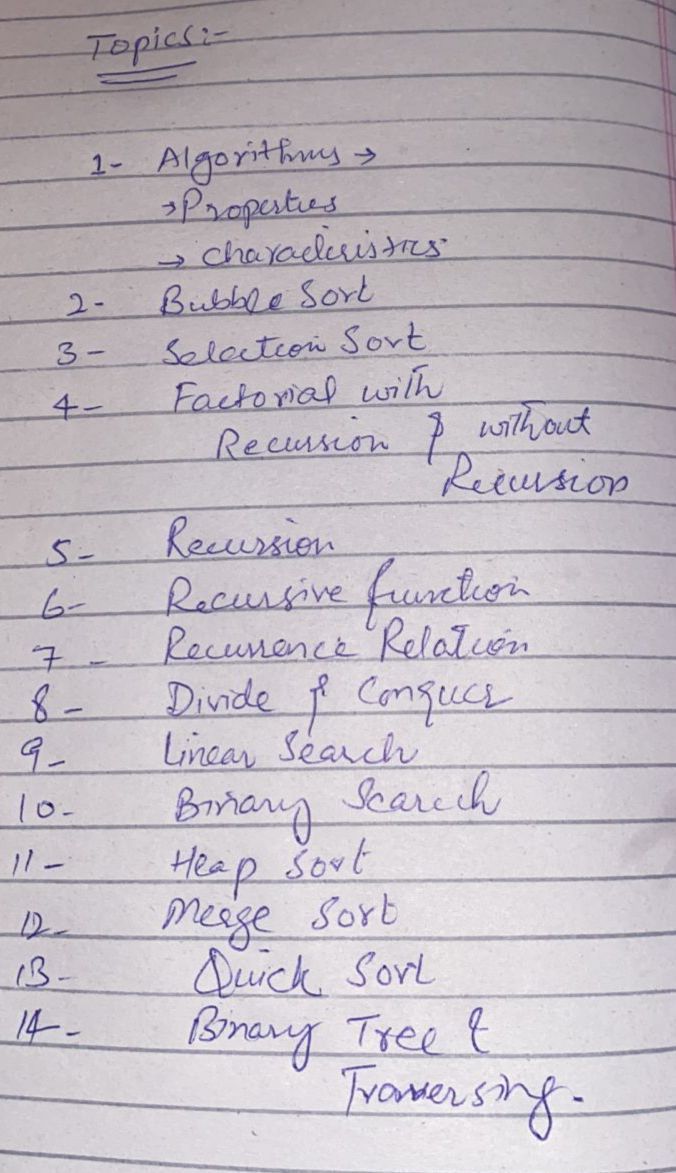 Topics:-
1- Algorithms →
→ Properties
→ Characteristics
2- Bubble Sort
3- Selection Sort
4- Factorial with
Recursion & without
Recursion
5- Recursion
6- Recursive function
7- Recurrence Relation
8- Divide & Conquer
9- Linear Search
10- Binary Search
11- Heap Sort
12- Merge Sort
13- Quick Sort
14- Binary Tree &
Traversing.